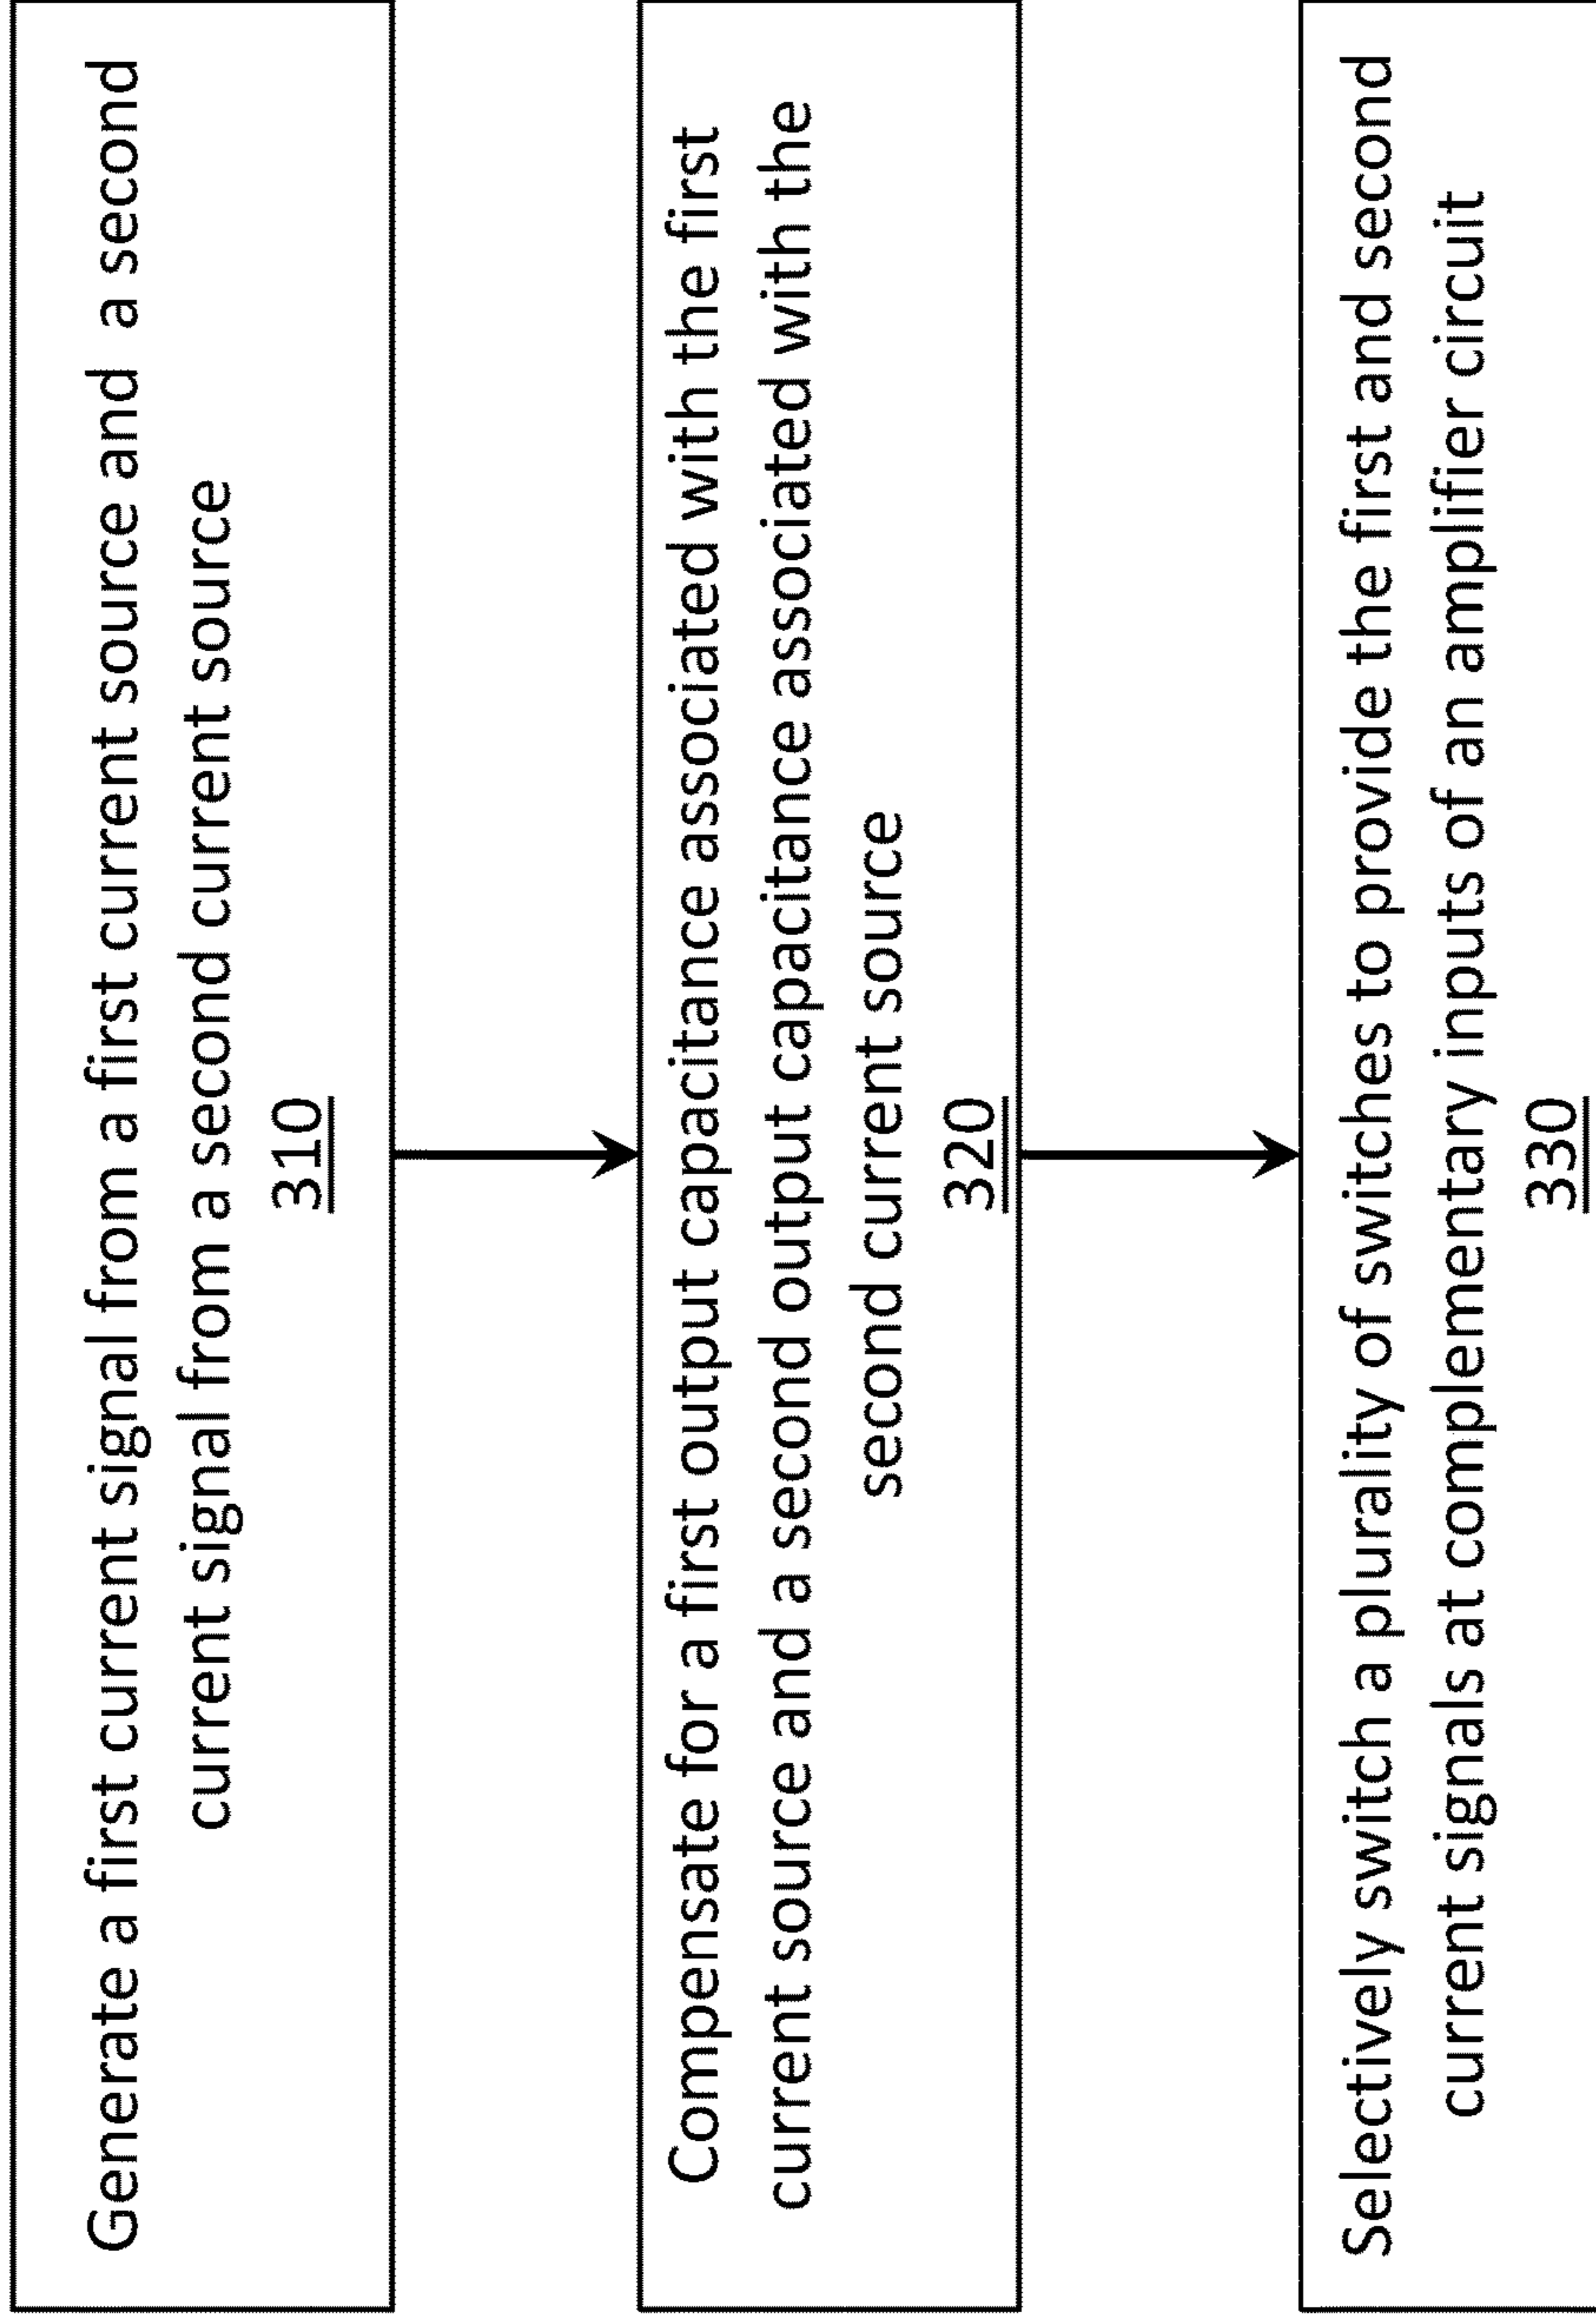 Generate a first current signal from a first current source and a second
current signal from a second current source
310
Compensate for a first output capacitance associated with the first
current source and a second output capacitance associated with the
second current source
320
Selectively switch a plurality of switches to provide the first and second
current signals at complementary inputs of an amplifier circuit
330